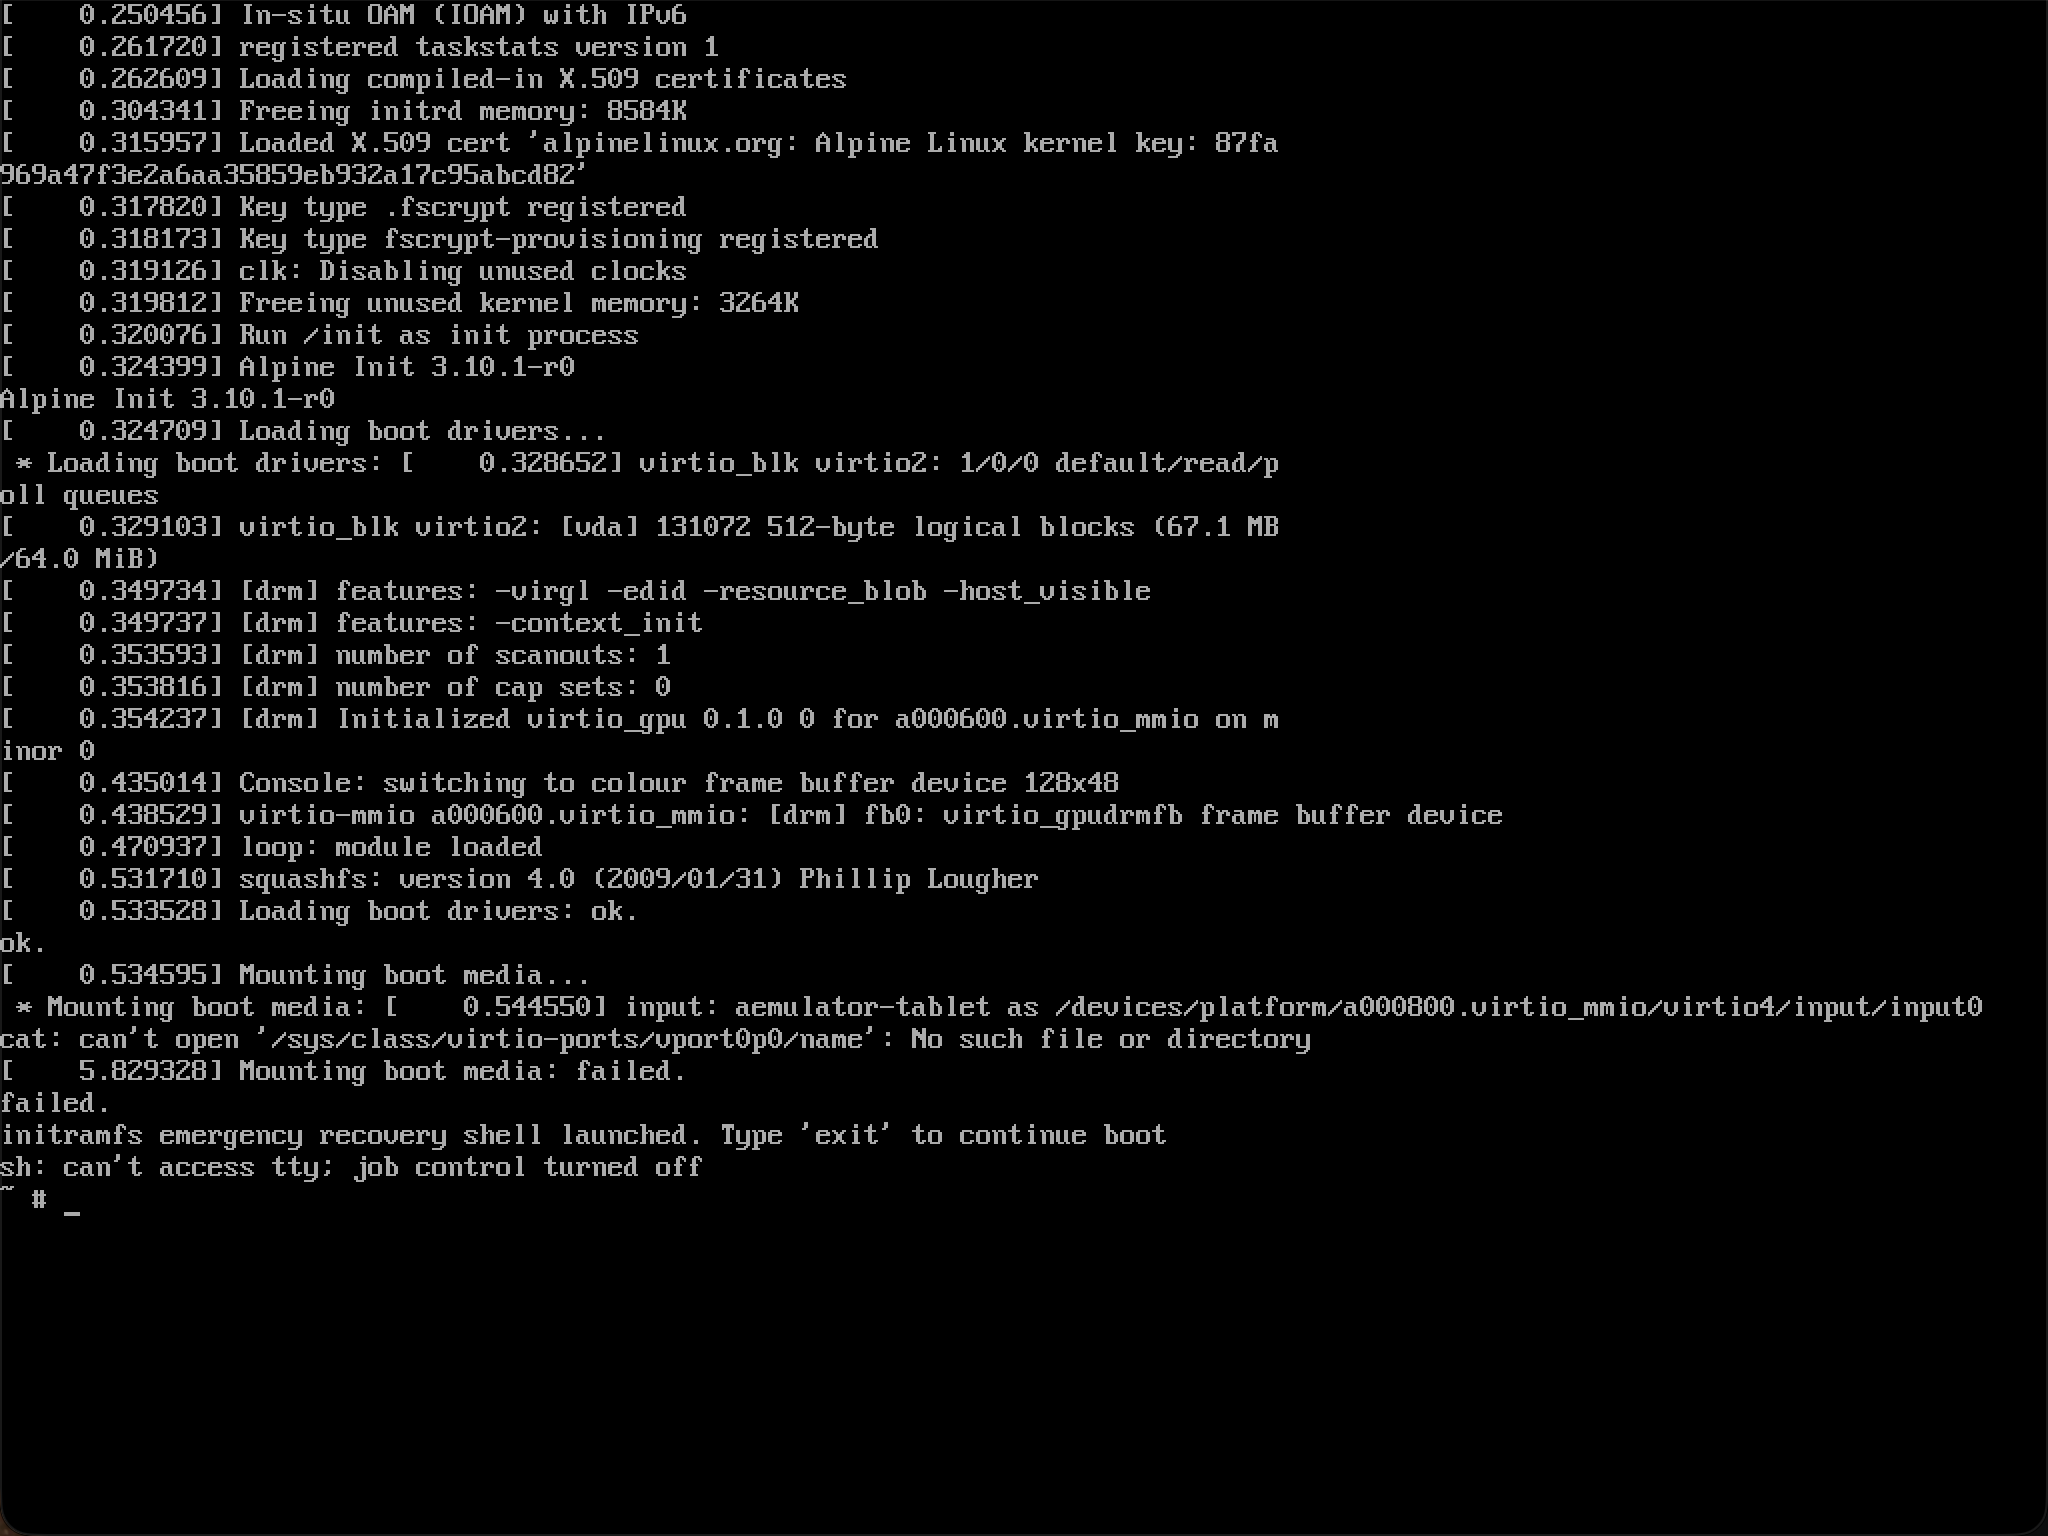 [    0.250456] In-situ OAM (IOAM) with IPv6
[    0.261720] registered taskstats version 1
[    0.262609] Loading compiled-in X.509 certificates
[    0.304341] Freeing initrd memory: 8584K
[    0.315957] Loaded X.509 cert 'alpinelinux.org: Alpine Linux kernel key: 87fa
969a47f3e2a6aa35859eb932a17c95abcd82'
[    0.317820] Key type .fscrypt registered
[    0.318173] Key type fscrypt-provisioning registered
[    0.319126] clk: Disabling unused clocks
[    0.319812] Freeing unused kernel memory: 3264K
[    0.320076] Run /init as init process
[    0.324399] Alpine Init 3.10.1-r0
Alpine Init 3.10.1-r0
[    0.324709] Loading boot drivers...
 * Loading boot drivers: [    0.328652] virtio_blk virtio2: 1/0/0 default/read/p
oll queues
[    0.329103] virtio_blk virtio2: [vda] 131072 512-byte logical blocks (67.1 MB
/64.0 MiB)
[    0.349734] [drm] features: -virgl -edid -resource_blob -host_visible
[    0.349737] [drm] features: -context_init
[    0.353593] [drm] number of scanouts: 1
[    0.353816] [drm] number of cap sets: 0
[    0.354237] [drm] Initialized virtio_gpu 0.1.0 0 for a000600.virtio_mmio on m
inor 0
[    0.435014] Console: switching to colour frame buffer device 128x48
[    0.438529] virtio-mmio a000600.virtio_mmio: [drm] fb0: virtio_gpudrmfb frame buffer device
[    0.470937] loop: module loaded
[    0.531710] squashfs: version 4.0 (2009/01/31) Phillip Lougher
[    0.533528] Loading boot drivers: ok.
ok.
[    0.534595] Mounting boot media...
 * Mounting boot media: [    0.544550] input: aemulator-tablet as /devices/platform/a000800.virtio_mmio/virtio4/input/input0
cat: can't open '/sys/class/virtio-ports/vport0p0/name': No such file or directory
[    5.829328] Mounting boot media: failed.
failed.
initramfs emergency recovery shell launched. Type 'exit' to continue boot
sh: can't access tty; job control turned off
~ # _